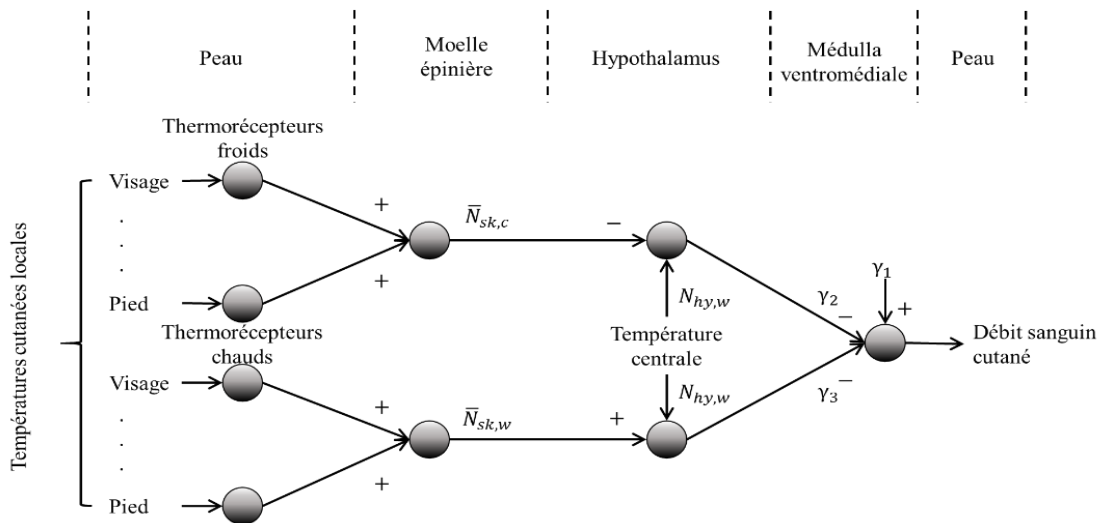 Peau
Moelle
épinière
Hypothalamus
Médulla
ventromédiale
Peau
Températures cutanées locales
Thermorécepteurs
froids
Visage
.
.
.
Pied
+
+
N̅sk,c
−
Nhy,w
Température
centrale
Nhy,w
γ2
−
γ1
+
Débit sanguin
cutané
γ3
−
Thermorécepteurs
chauds
Visage
.
.
.
Pied
+
+
N̅sk,w
+